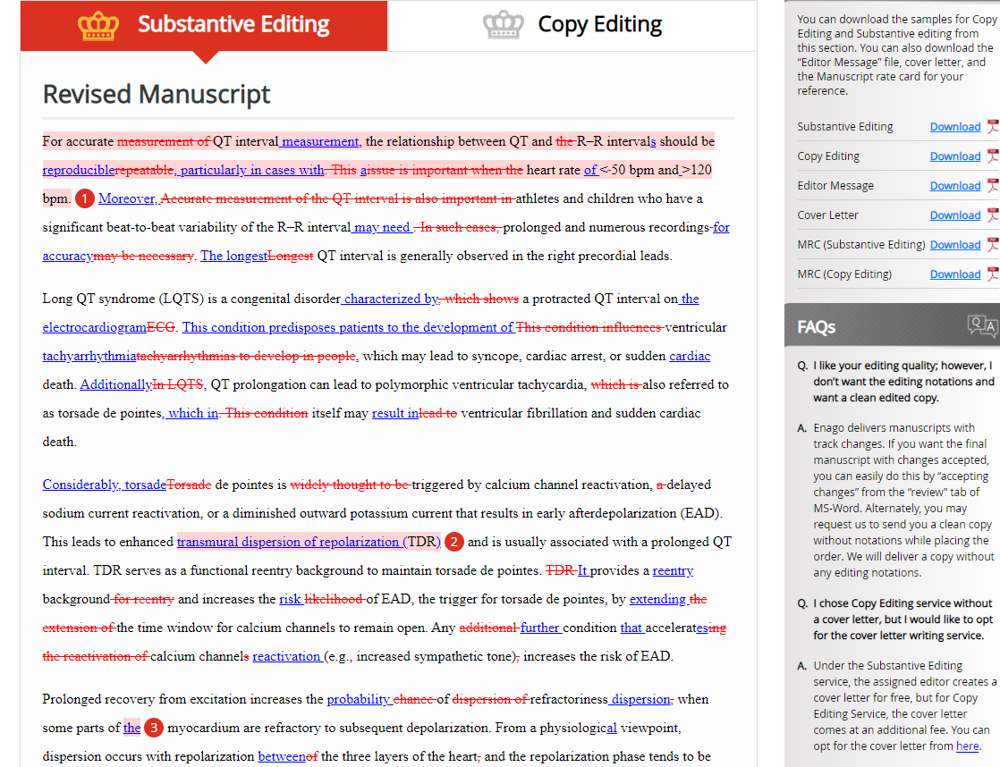 Substantive Editing
Copy Editing
Revised Manuscript
For accurate measurement of QT interval measurement, the relationship between QT and the R–R intervals should be
reproduciblerepeatable, particularly in cases with. This aissue is important when the heart rate of <-50 bpm and >120
bpm. 1 Moreover, Accurate measurement of the QT interval is also important in athletes and children who have a
significant beat-to-beat variability of the R–R interval may need . In such cases, prolonged and numerous recordings-for
accuracymay be necessary. The longestLongest QT interval is generally observed in the right precordial leads.
Long QT syndrome (LQTS) is a congenital disorder characterized by, which shows a protracted QT interval on the
electrocardiogramECG. This condition predisposes patients to the development of This condition influences ventricular
tachyarrhythmiatachyarrhythmias to develop in people, which may lead to syncope, cardiac arrest, or sudden cardiac
death. AdditionallyIn LQTS, QT prolongation can lead to polymorphic ventricular tachycardia, which is also referred to
as torsade de pointes, which in. This condition itself may result inlead to ventricular fibrillation and sudden cardiac
death.
Considerably, torsadeTorsade de pointes is widely thought to be triggered by calcium channel reactivation, a delayed
sodium current reactivation, or a diminished outward potassium current that results in early afterdepolarization (EAD).
This leads to enhanced transmural dispersion of repolarization (TDR) 2 and is usually associated with a prolonged QT
interval. TDR serves as a functional reentry background to maintain torsade de pointes. TDR It provides a reentry
background for reentry and increases the risk likelihood of EAD, the trigger for torsade de pointes, by extending the
extension of the time window for calcium channels to remain open. Any additional further condition that acceleratesing
the reactivation of calcium channels reactivation (e.g., increased sympathetic tone), increases the risk of EAD.
Prolonged recovery from excitation increases the probability chance of dispersion of refractoriness dispersion, when
some parts of the 3 myocardium are refractory to subsequent depolarization. From a physiological viewpoint,
dispersion occurs with repolarization betweenof the three layers of the heart, and the repolarization phase tends to be
You can download the samples for Copy
Editing and Substantive editing from
this section. You can also download the
“Editor Message” file, cover letter, and
the Manuscript rate card for your
reference.
Substantive Editing Download
Copy Editing Download
Editor Message Download
Cover Letter Download
MRC (Substantive Editing) Download
MRC (Copy Editing) Download
FAQs
Q A
Q. I like your editing quality; however, I
don’t want the editing notations and
want a clean edited copy.
A. Enago delivers manuscripts with
track changes. If you want the final
manuscript with changes accepted,
you can easily do this by “accepting
changes” from the “review” tab of
MS-Word. Alternately, you may
request us to send you a clean copy
without notations while placing the
order. We will deliver a copy without
any editing notations.
Q. I chose Copy Editing service without
a cover letter, but I would like to opt
for the cover letter writing service.
A. Under the Substantive Editing
service, the assigned editor creates a
cover letter for free, but for Copy
Editing Service, the cover letter
comes at an additional fee. You can
opt for the cover letter from here.